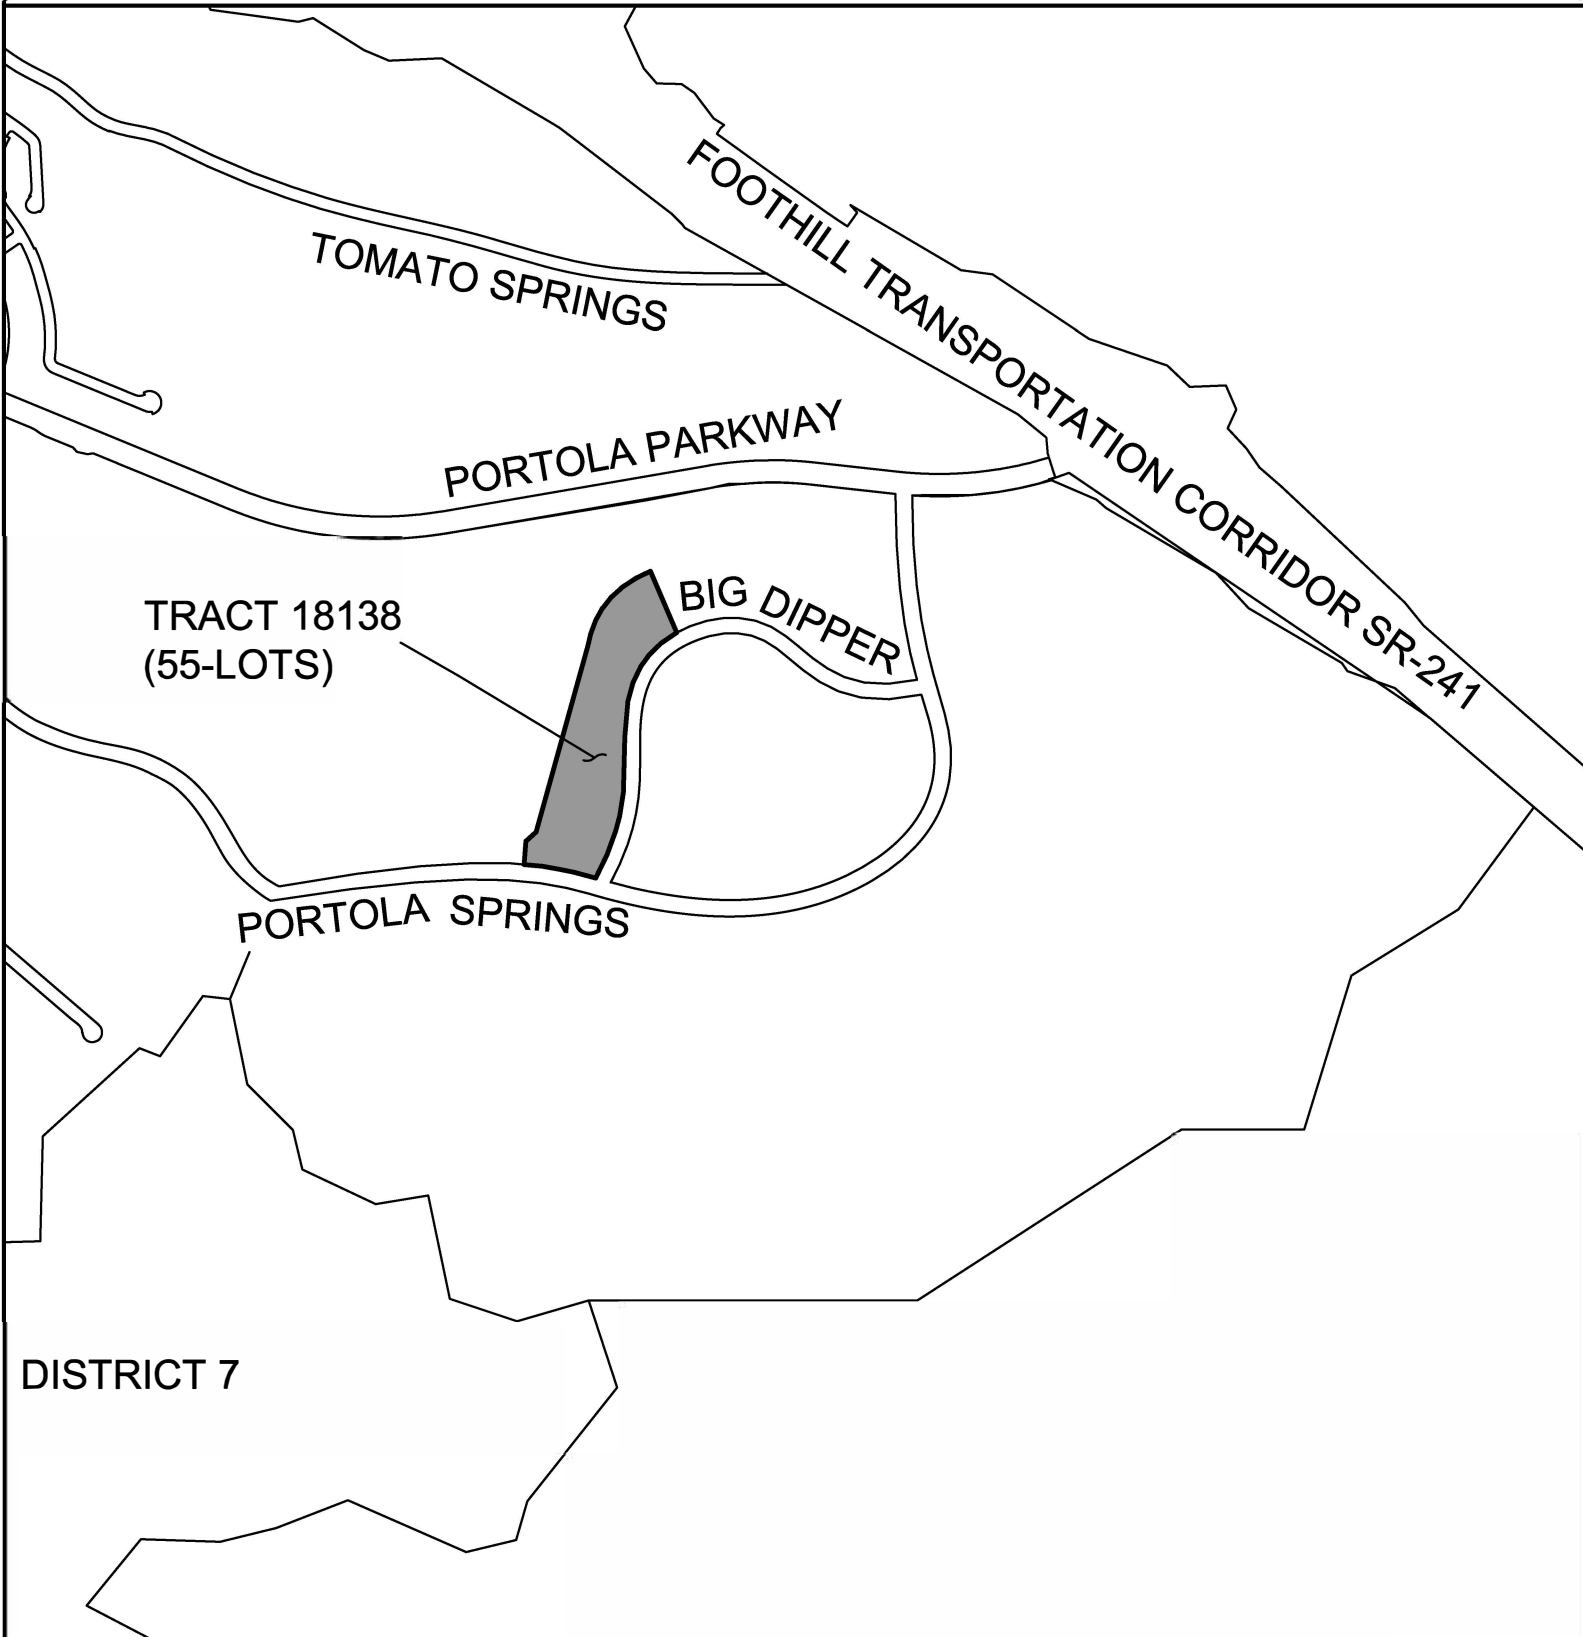 FOOTHILL TRANSPORTATION CORRIDOR SR-241
TOMATO SPRINGS
PORTOLA PARKWAY
BIG DIPPER
TRACT 18138
(55-LOTS)
PORTOLA SPRINGS
DISTRICT 7